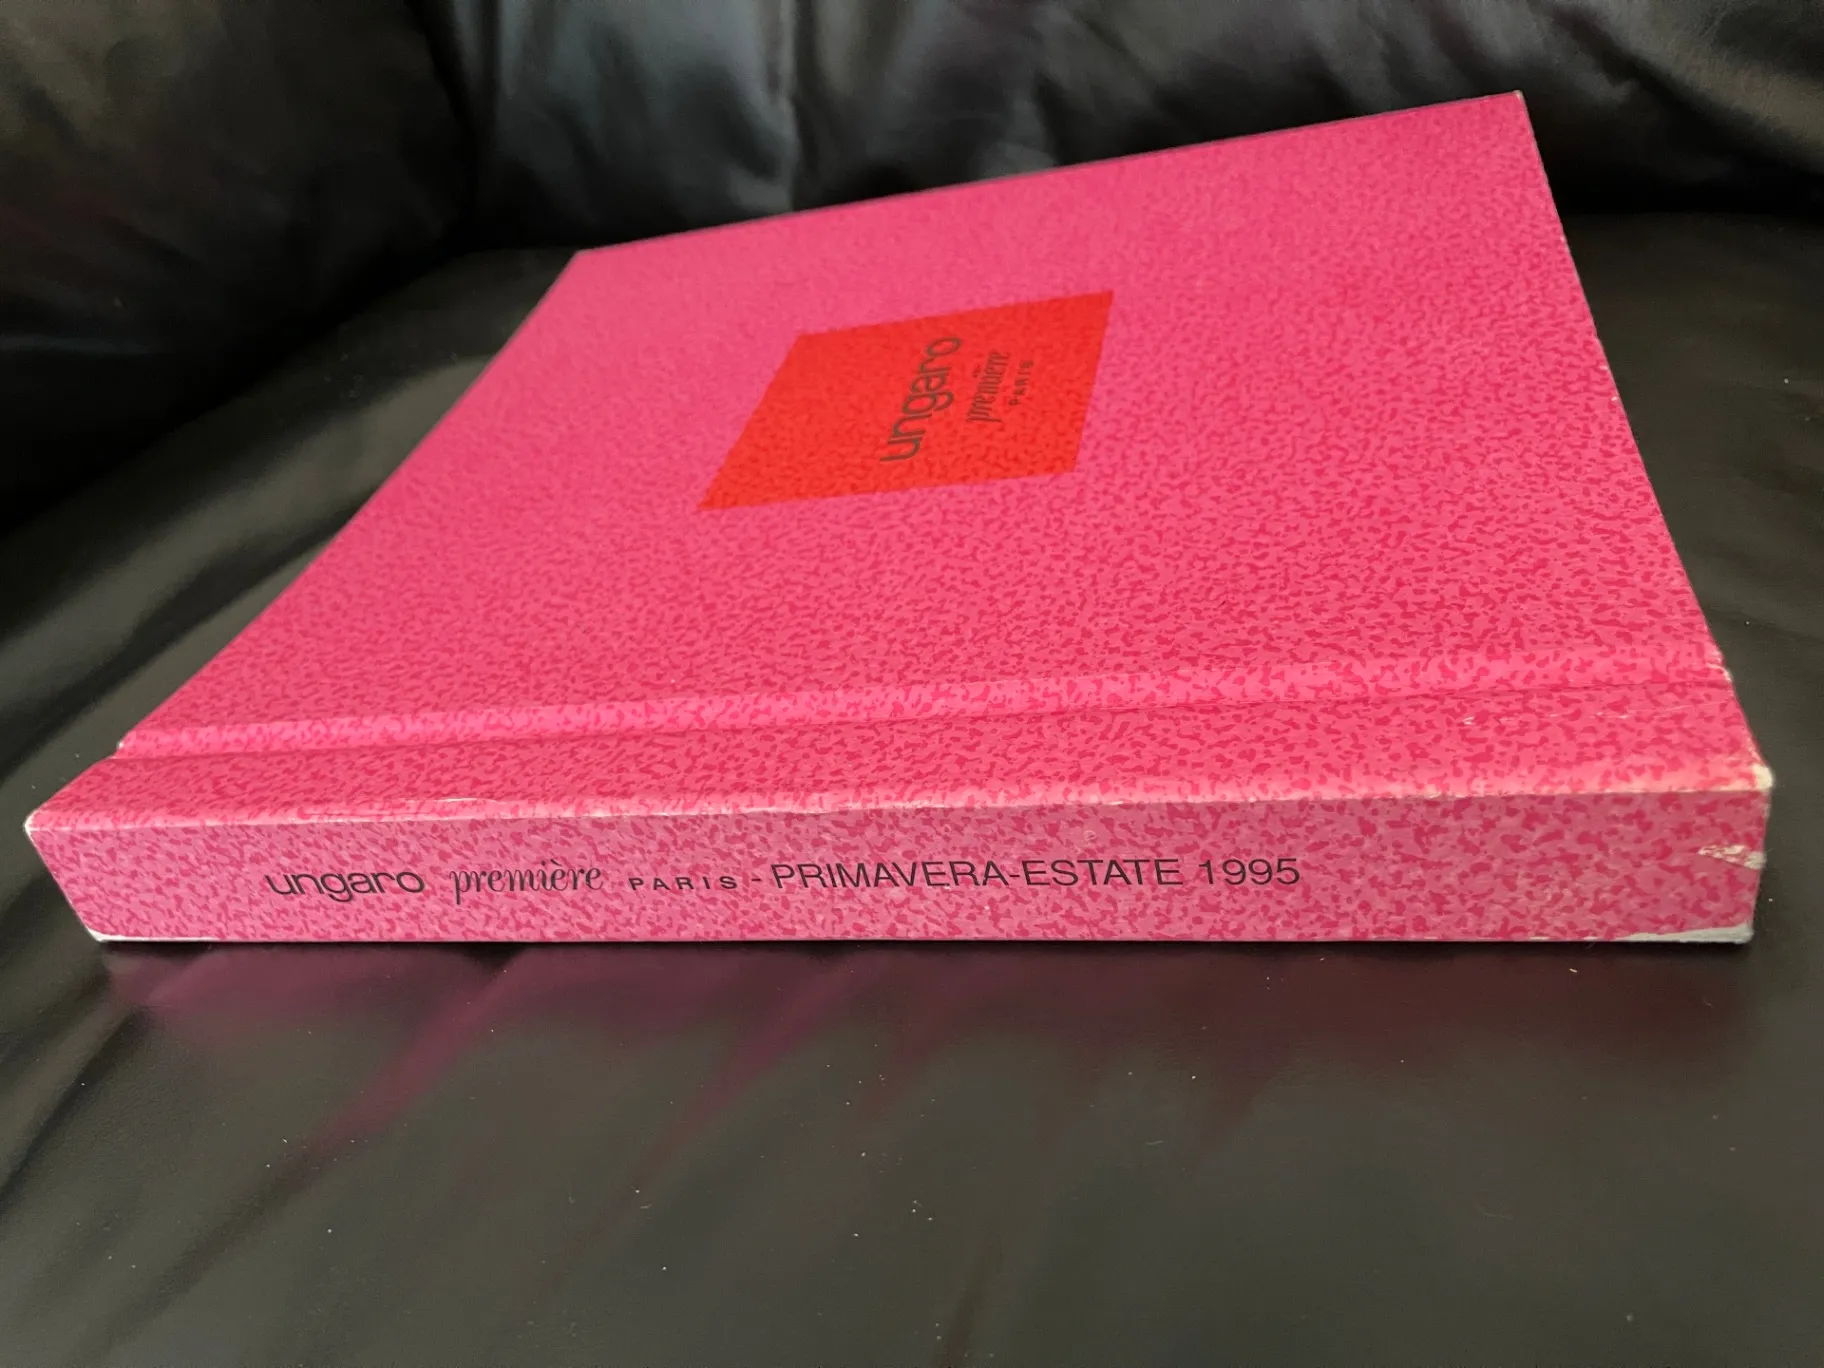 ungaro
première
PARIS
ungaro première PARIS - PRIMAVERA-ESTATE 1995